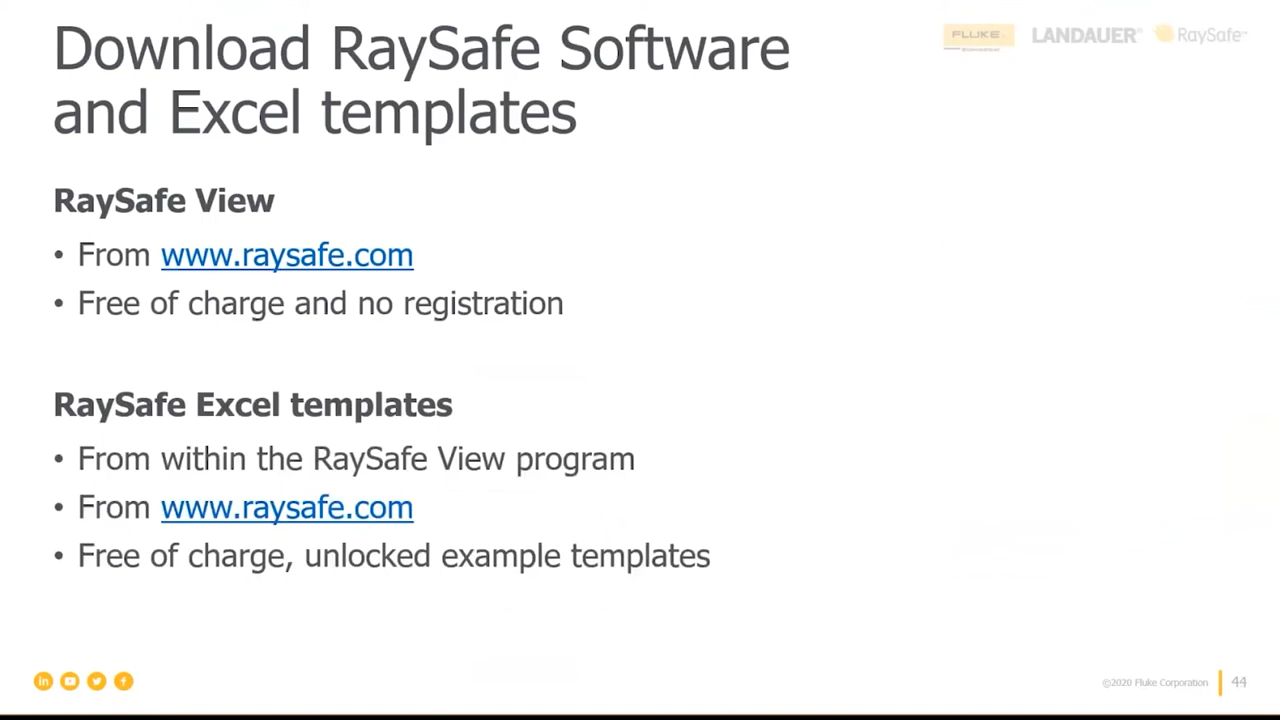 Download RaySafe Software
and Excel templates
FLUKE
LANDAUER®
RaySafe™
RaySafe View
• From www.raysafe.com
• Free of charge and no registration
RaySafe Excel templates
• From within the RaySafe View program
• From www.raysafe.com
• Free of charge, unlocked example templates
in
©2020 Fluke Corporation
44